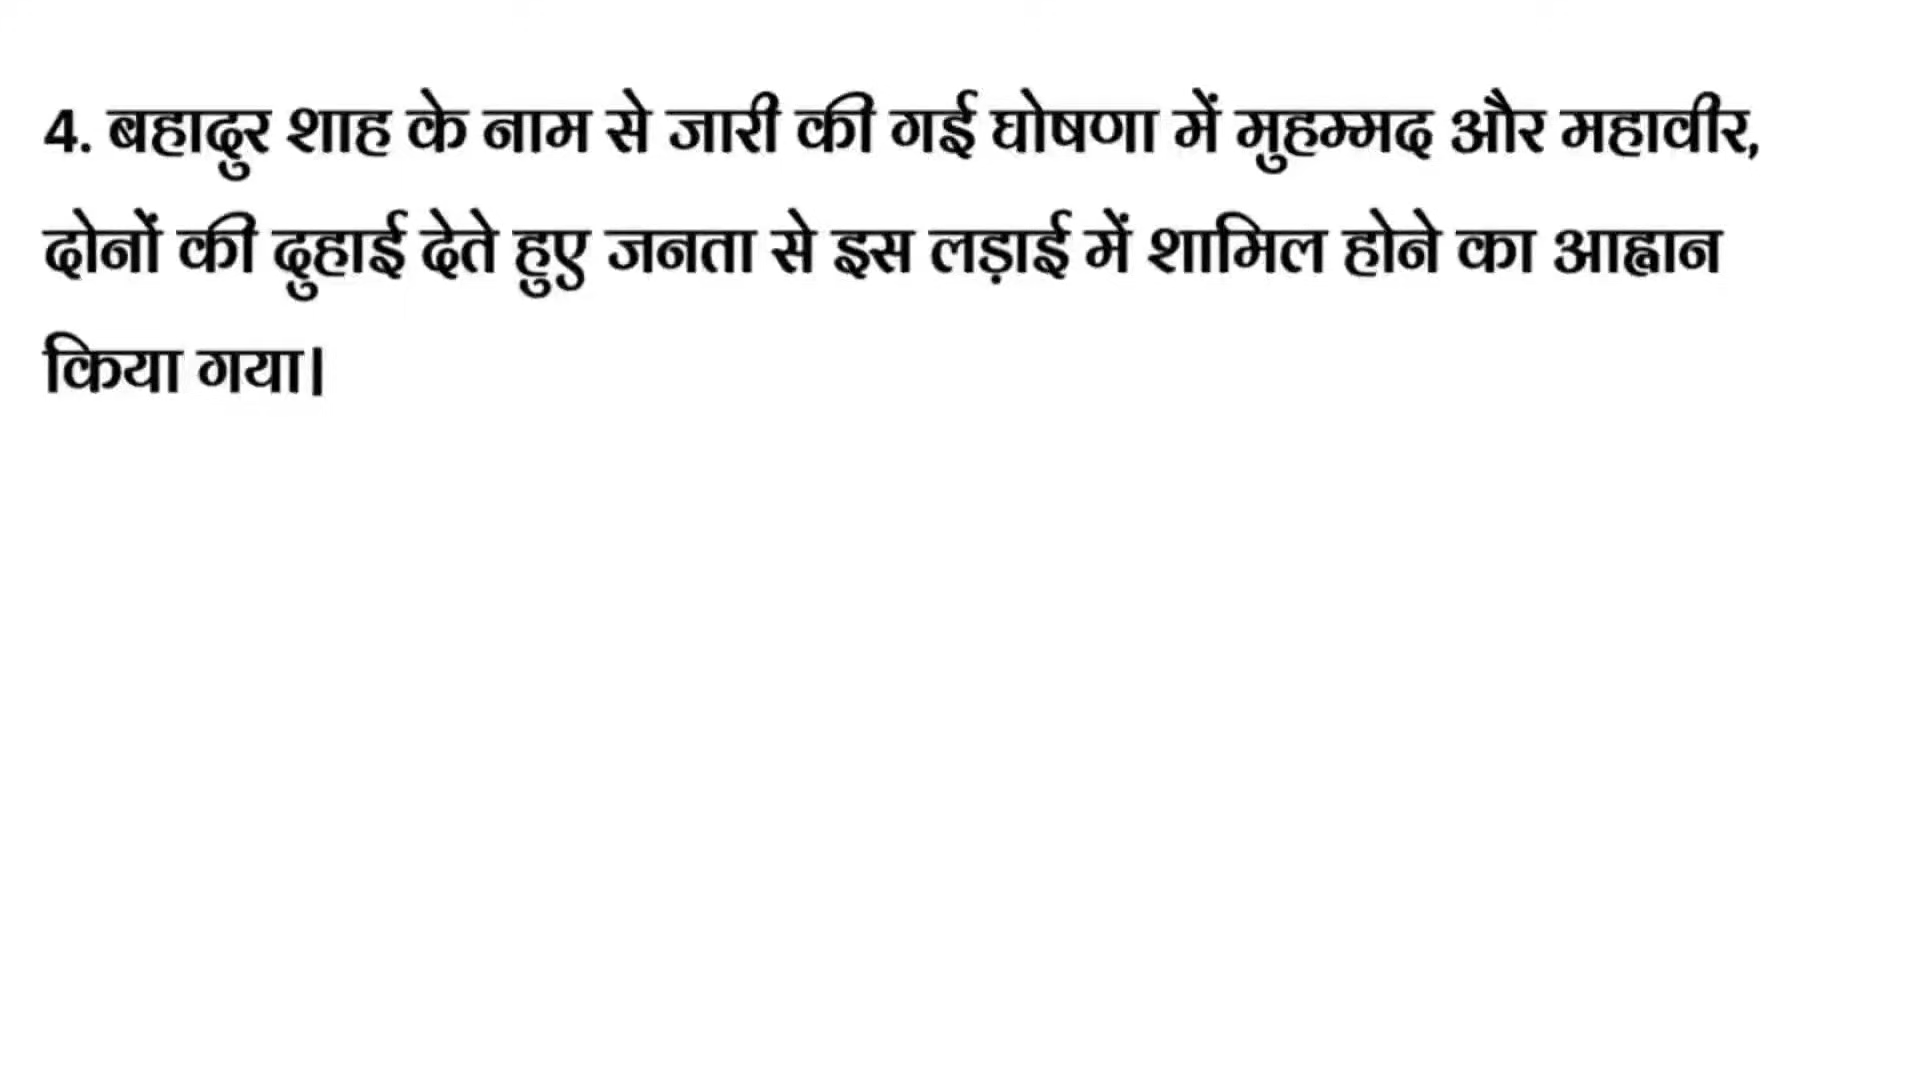 4. बहादुर शाह के नाम से जारी की गई घोषणा में मुहम्मद और महावीर,
दोनों की दुहाई देते हुए जनता से इस लड़ाई में शामिल होने का आह्वान
किया गया।